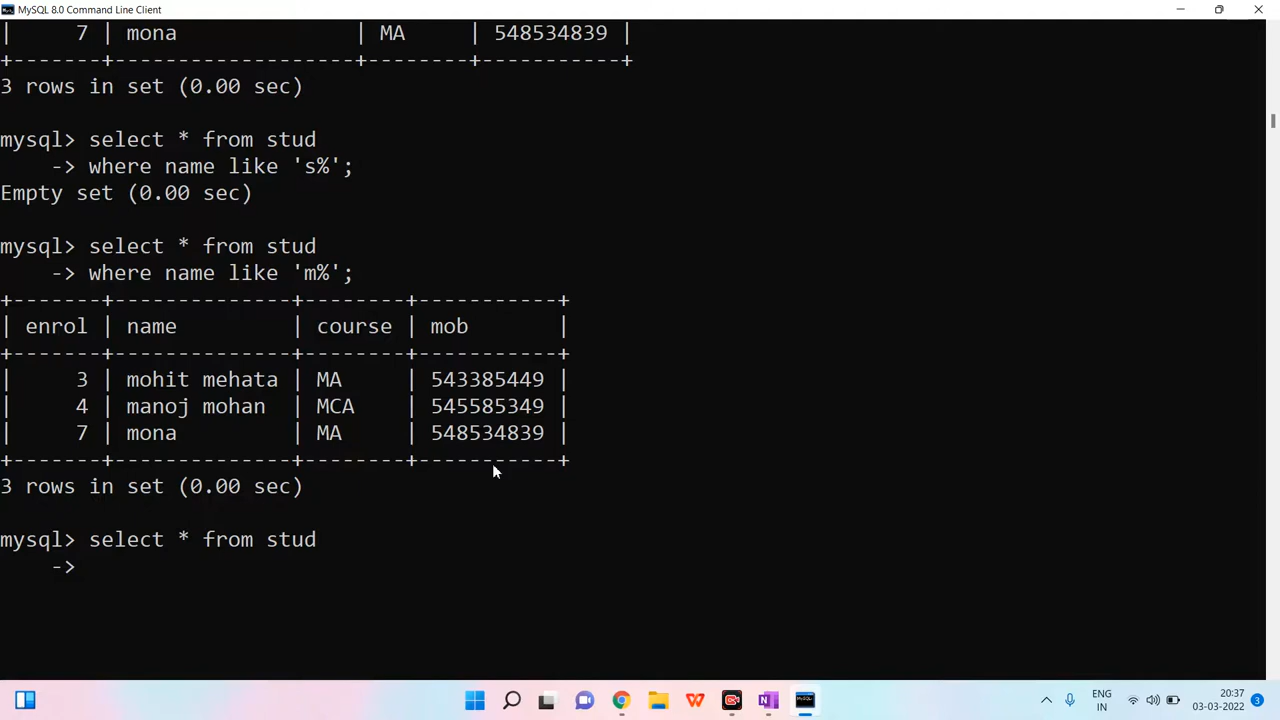 MySQL 8.0 Command Line Client
|     7 | mona              | MA     | 548534839 |
+-------+-------------------+--------+-----------+
3 rows in set (0.00 sec)
mysql> select * from stud
    -> where name like 's%';
Empty set (0.00 sec)
mysql> select * from stud
    -> where name like 'm%';
+-------+--------------+--------+-----------+
| enrol | name         | course | mob       |
+-------+--------------+--------+-----------+
|     3 | mohit mehata | MA     | 543385449 |
|     4 | manoj mohan  | MCA    | 545585349 |
|     7 | mona         | MA     | 548534839 |
+-------+--------------+--------+-----------+
3 rows in set (0.00 sec)
mysql> select * from stud
    ->
ENG
IN
20:37
03-03-2022
3